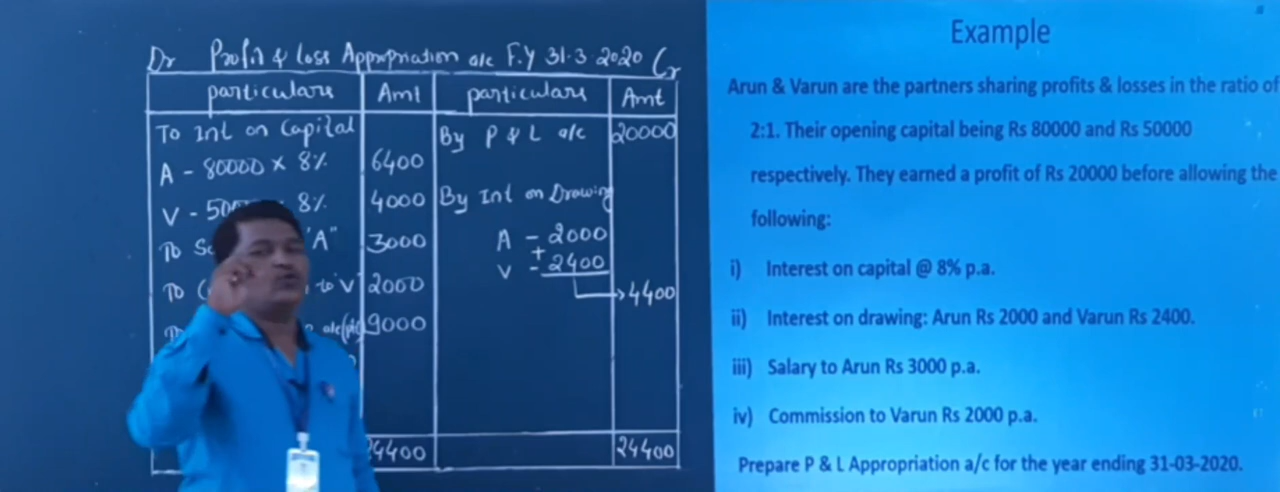 Dr Profit & Loss Appropriation a/c F.Y 31.3.2020 Cr
particulars Amt particulars Amt
To Int on Capital By P & L a/c 20000
A - 80000 x 8% 6400
V - 8% 4000 By Int on Drawing
To "A" 3000 A - 2000
+
V - 2400
To to V 2000 4400
a/c 9000
24400 24400
Example
Arun & Varun are the partners sharing profits & losses in the ratio of
2:1. Their opening capital being Rs 80000 and Rs 50000
respectively. They earned a profit of Rs 20000 before allowing the
following:
i) Interest on capital @ 8% p.a.
ii) Interest on drawing: Arun Rs 2000 and Varun Rs 2400.
iii) Salary to Arun Rs 3000 p.a.
iv) Commission to Varun Rs 2000 p.a.
Prepare P & L Appropriation a/c for the year ending 31-03-2020.